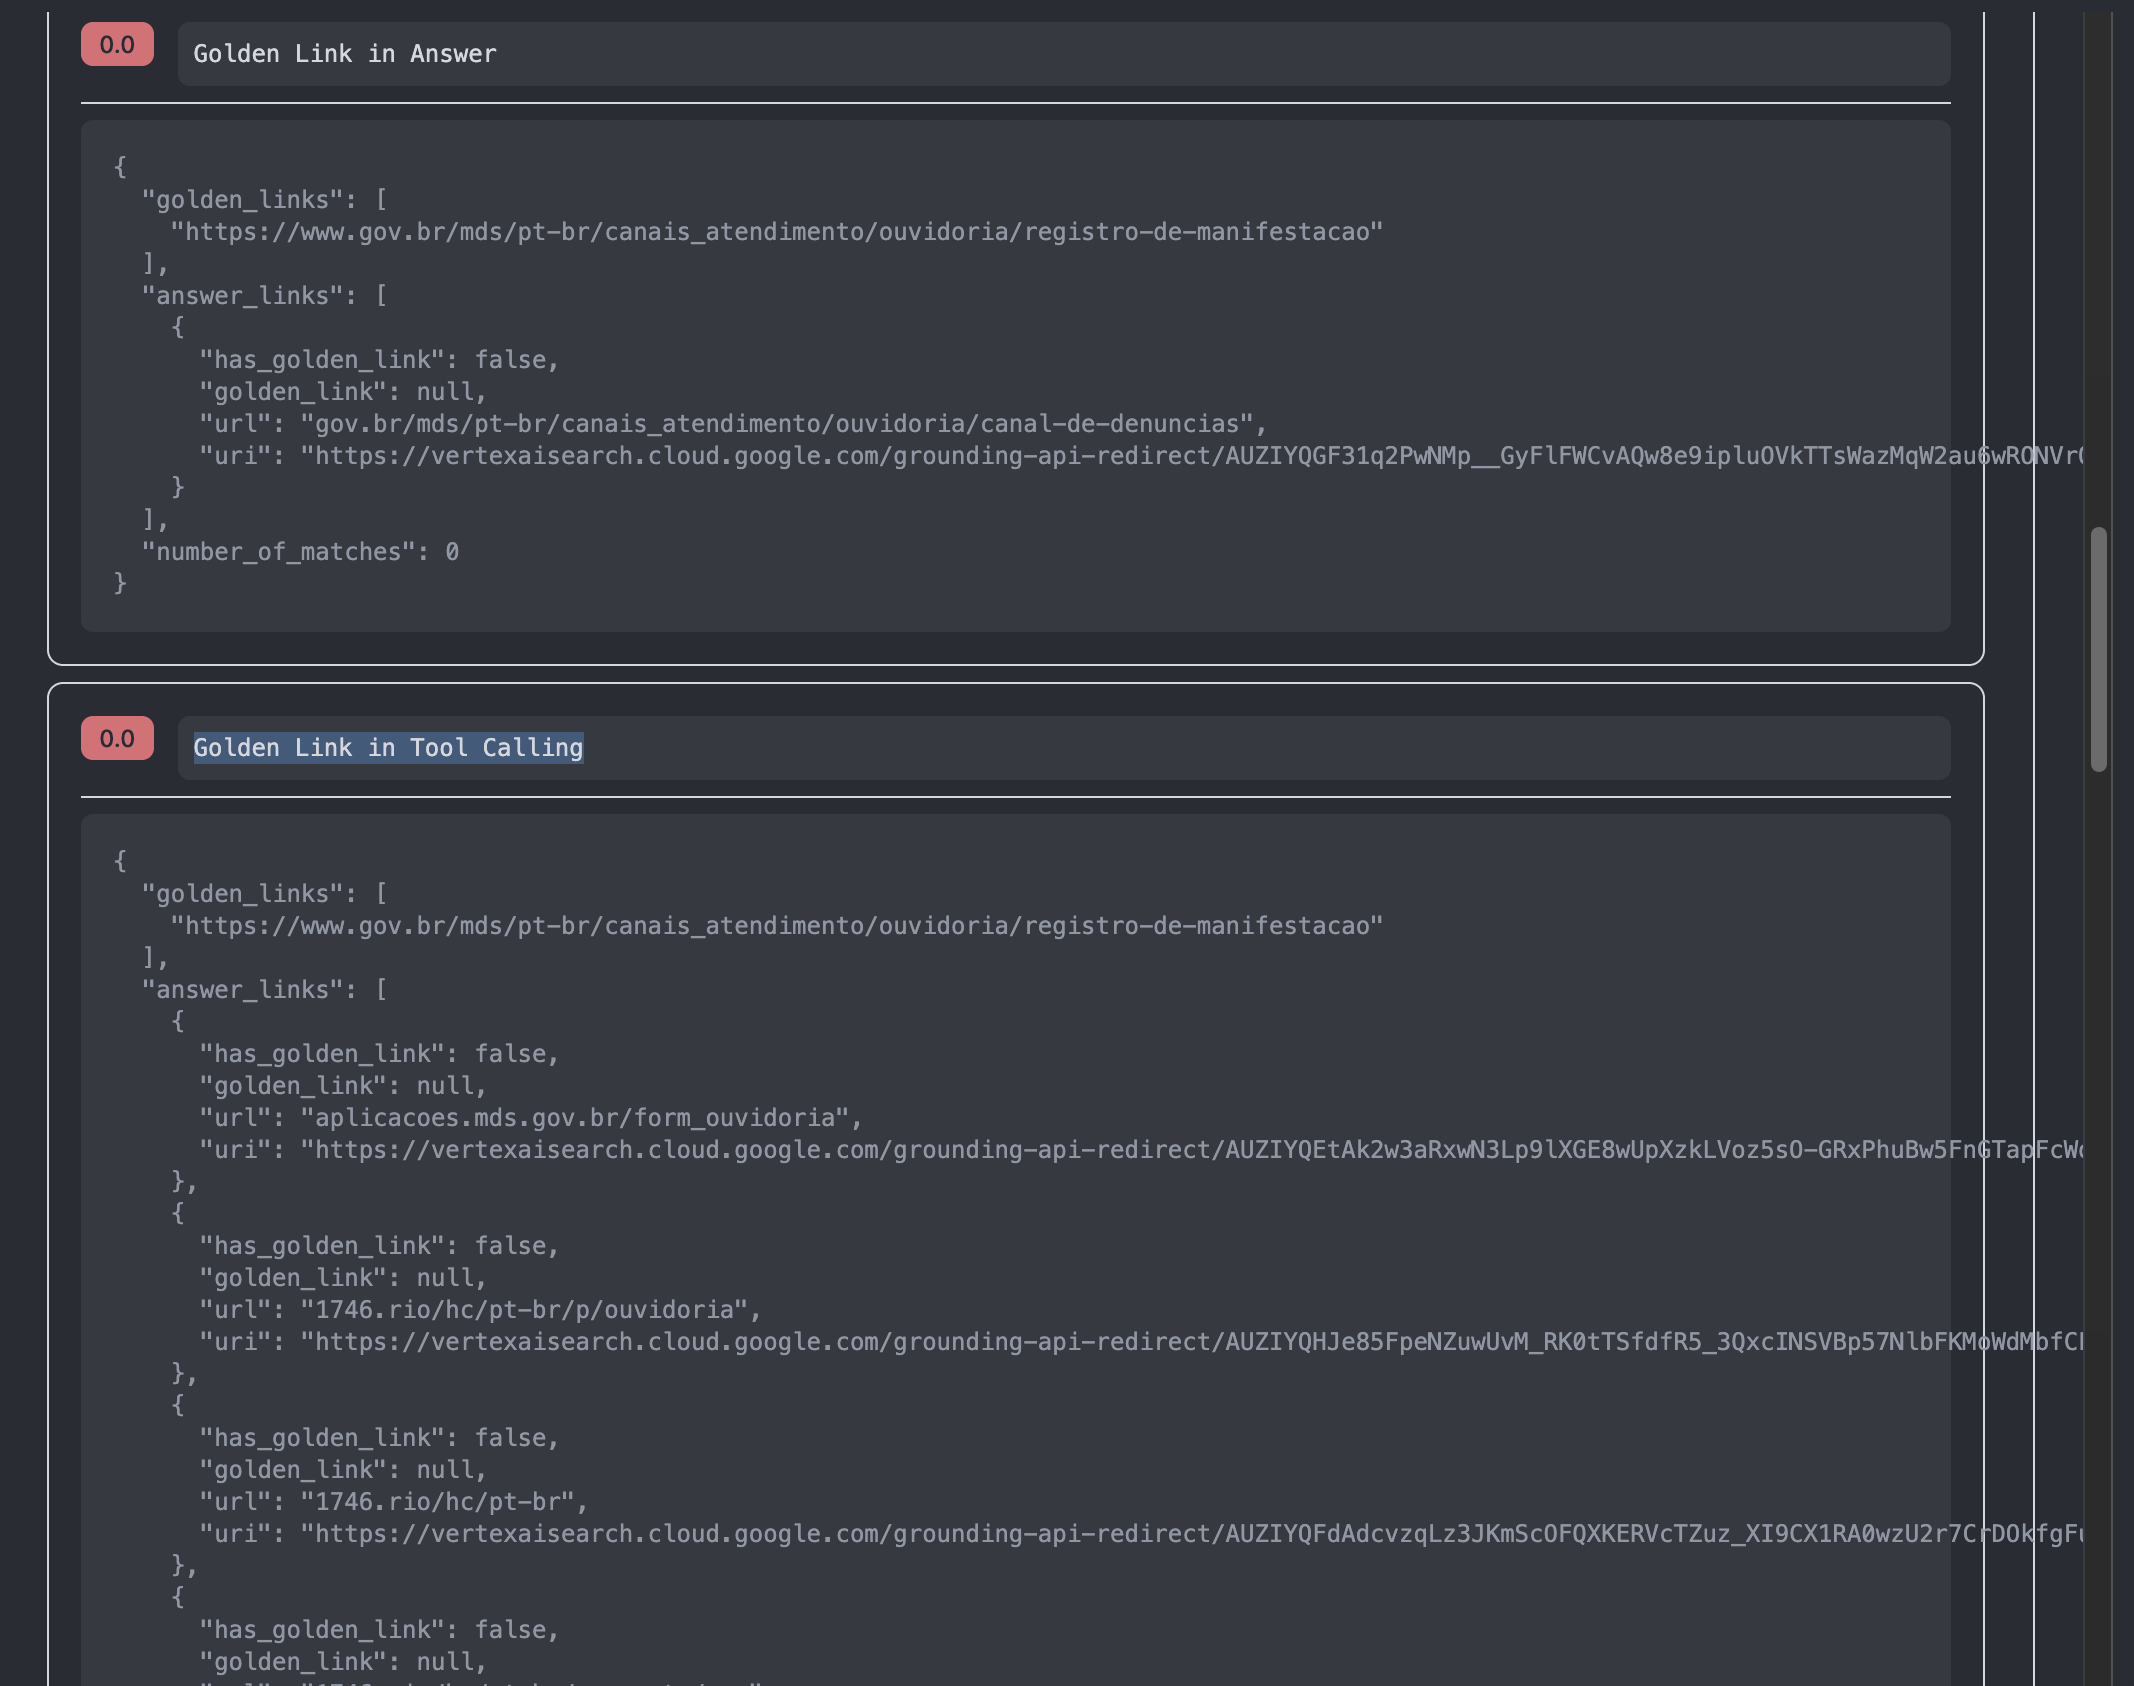 0.0
Golden Link in Answer
{
"golden_links": [
"https://www.gov.br/mds/pt-br/canais_atendimento/ouvidoria/registro-de-manifestacao"
],
"answer_links": [
{
"has_golden_link": false,
"golden_link": null,
"url": "gov.br/mds/pt-br/canais_atendimento/ouvidoria/canal-de-denuncias",
"uri": "https://vertexaisearch.cloud.google.com/grounding-api-redirect/AUZIYQGF31q2PwNMp__GyFlFWCvAQw8e9ipluOVkTTsWazMqW2au6wRONVr
}
],
"number_of_matches": 0
}
0.0
Golden Link in Tool Calling
{
"golden_links": [
"https://www.gov.br/mds/pt-br/canais_atendimento/ouvidoria/registro-de-manifestacao"
],
"answer_links": [
{
"has_golden_link": false,
"golden_link": null,
"url": "aplicacoes.mds.gov.br/form_ouvidoria",
"uri": "https://vertexaisearch.cloud.google.com/grounding-api-redirect/AUZIYQEtAk2w3aRxwN3Lp9lXGE8wUpXzkLVoz5sO-GRxPhuBw5FnGTapFcW
},
{
"has_golden_link": false,
"golden_link": null,
"url": "1746.rio/hc/pt-br/p/ouvidoria",
"uri": "https://vertexaisearch.cloud.google.com/grounding-api-redirect/AUZIYQHJe85FpeNZuwUvM_RK0tTSfdfR5_3QxcINSVBp57NlbFKMoWdMbfC
},
{
"has_golden_link": false,
"golden_link": null,
"url": "1746.rio/hc/pt-br",
"uri": "https://vertexaisearch.cloud.google.com/grounding-api-redirect/AUZIYQFdAdcvzqLz3JKmScOFQXKERVcTZuz_XI9CX1RA0wzU2r7CrDOkfgF
},
{
"has_golden_link": false,
"golden_link": null,